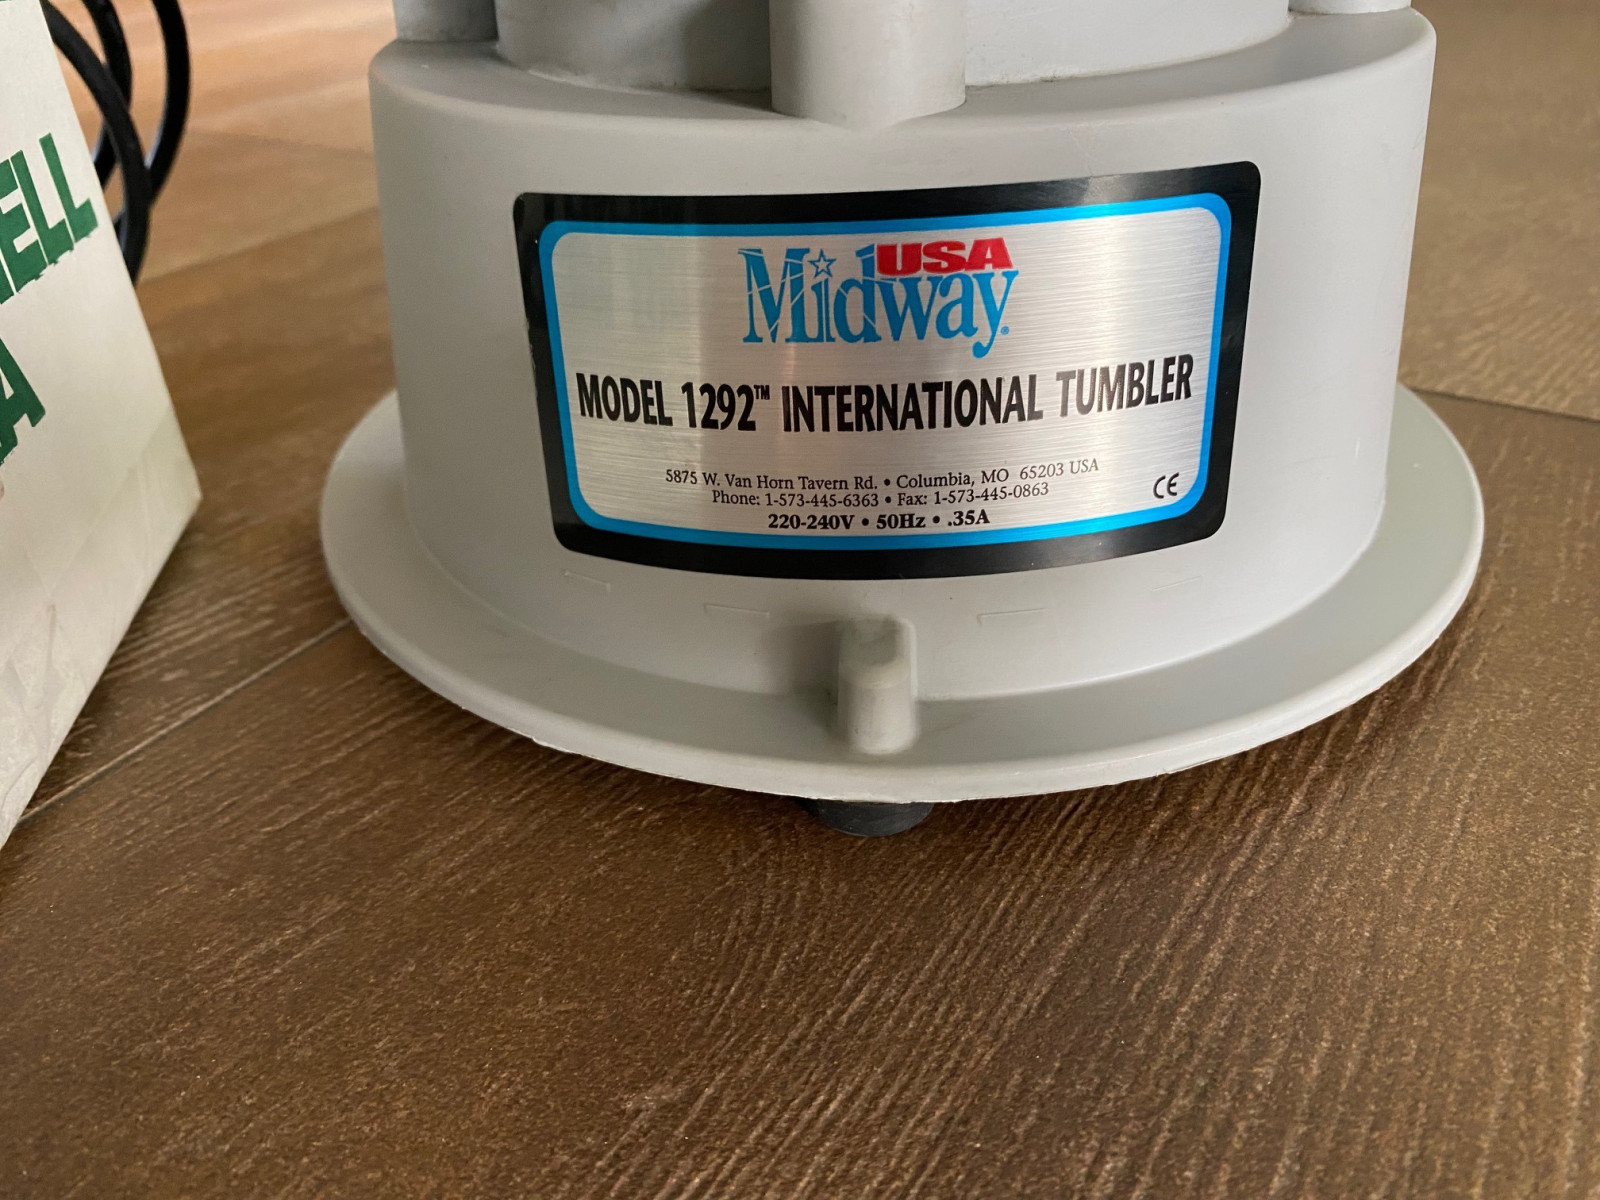 ELL
A
Midway USA®
MODEL 1292™ INTERNATIONAL TUMBLER
5875 W. Van Horn Tavern Rd. • Columbia, MO 65203 USA
Phone: 1-573-445-6363 • Fax: 1-573-445-0863
CE
220-240V • 50Hz • .35A